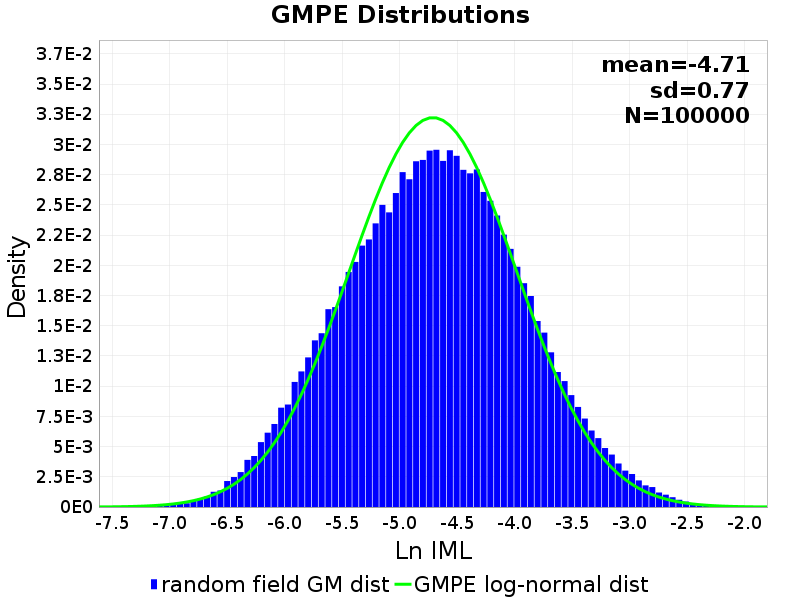 GMPE Distributions
mean=-4.71
sd=0.77
N=100000
3.7E-2
3.5E-2
3.3E-2
3E-2
2.8E-2
2.5E-2
2.2E-2
2E-2
1.8E-2
1.5E-2
1.3E-2
1E-2
7.5E-3
5E-3
2.5E-3
0E0
Density
-7.5 -7.0 -6.5 -6.0 -5.5 -5.0 -4.5 -4.0 -3.5 -3.0 -2.5 -2.0
Ln IML
random field GM dist GMPE log-normal dist